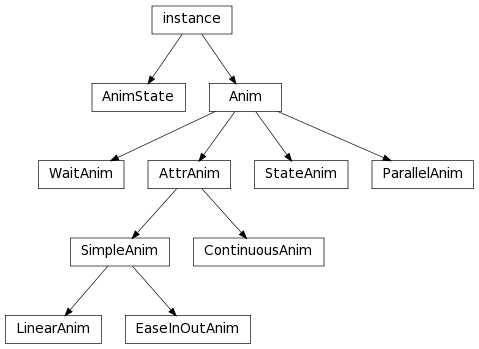 instance
AnimState
Anim
WaitAnim
AttrAnim
StateAnim
ParallelAnim
SimpleAnim
ContinuousAnim
LinearAnim
EaseInOutAnim